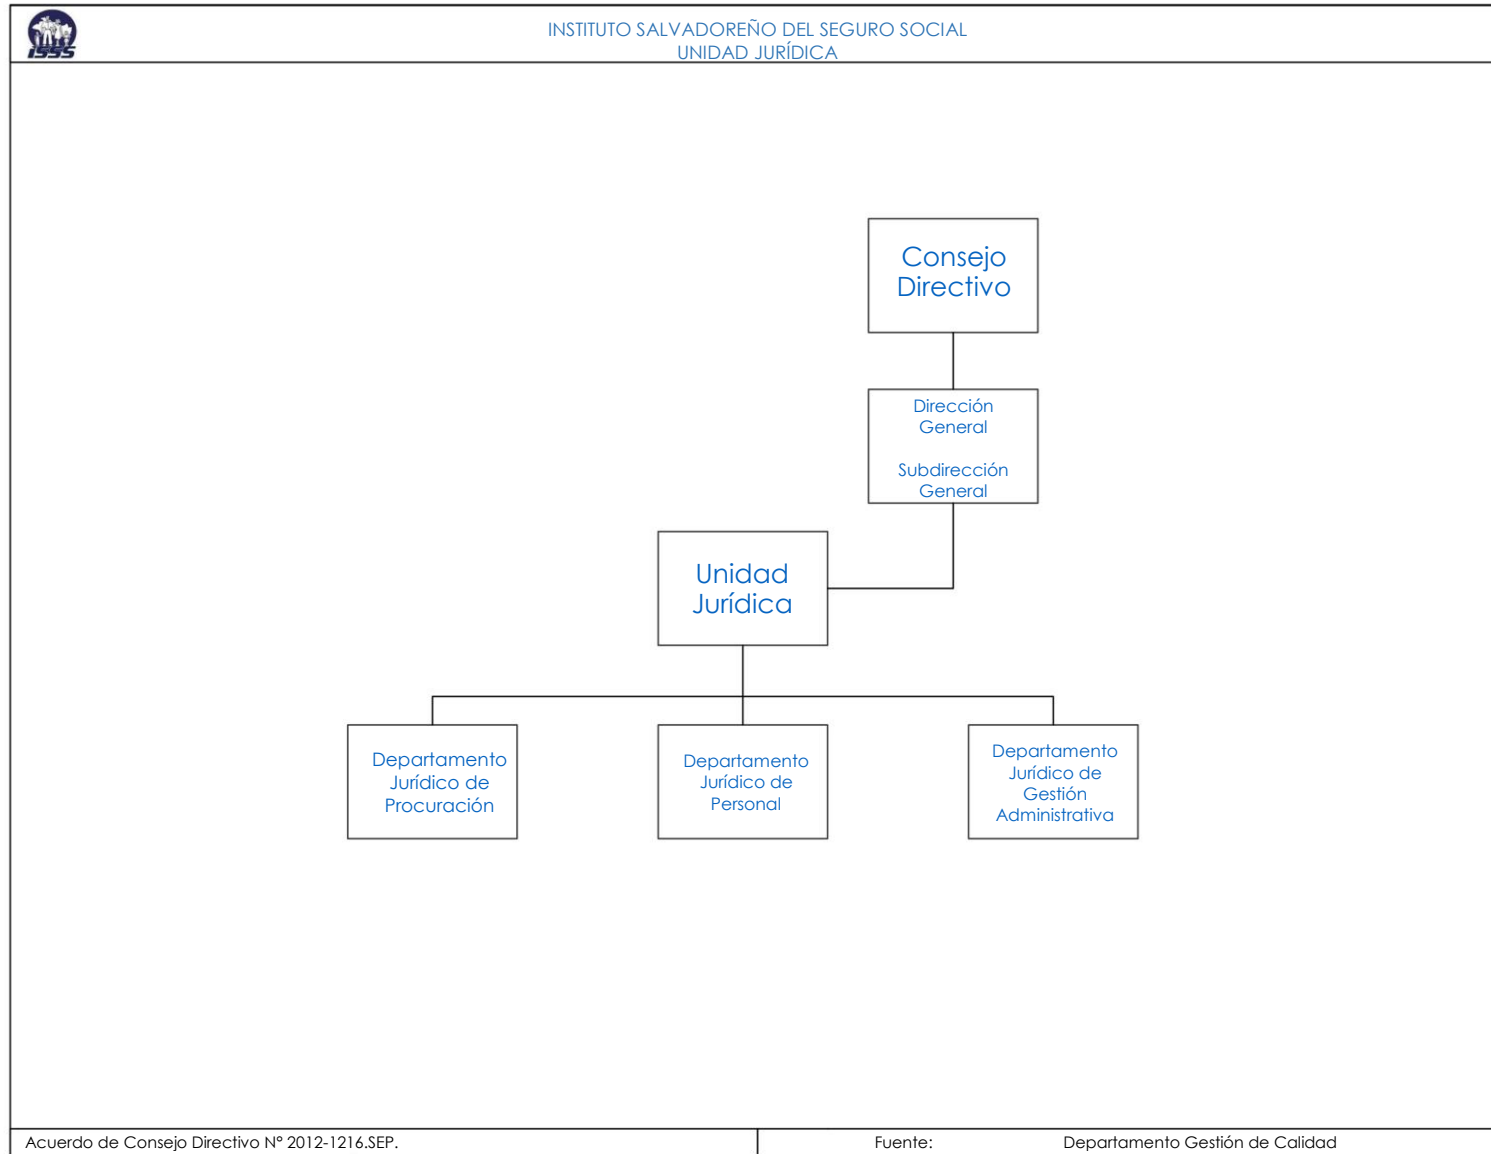 ISSS
INSTITUTO SALVADOREÑO DEL SEGURO SOCIAL
UNIDAD JURÍDICA
Consejo
Directivo
Dirección
General
Subdirección
General
Unidad
Jurídica
Departamento
Jurídico de
Procuración
Departamento
Jurídico de
Personal
Departamento
Jurídico de
Gestión
Administrativa
Acuerdo de Consejo Directivo N° 2012-1216.SEP.
Fuente: Departamento Gestión de Calidad